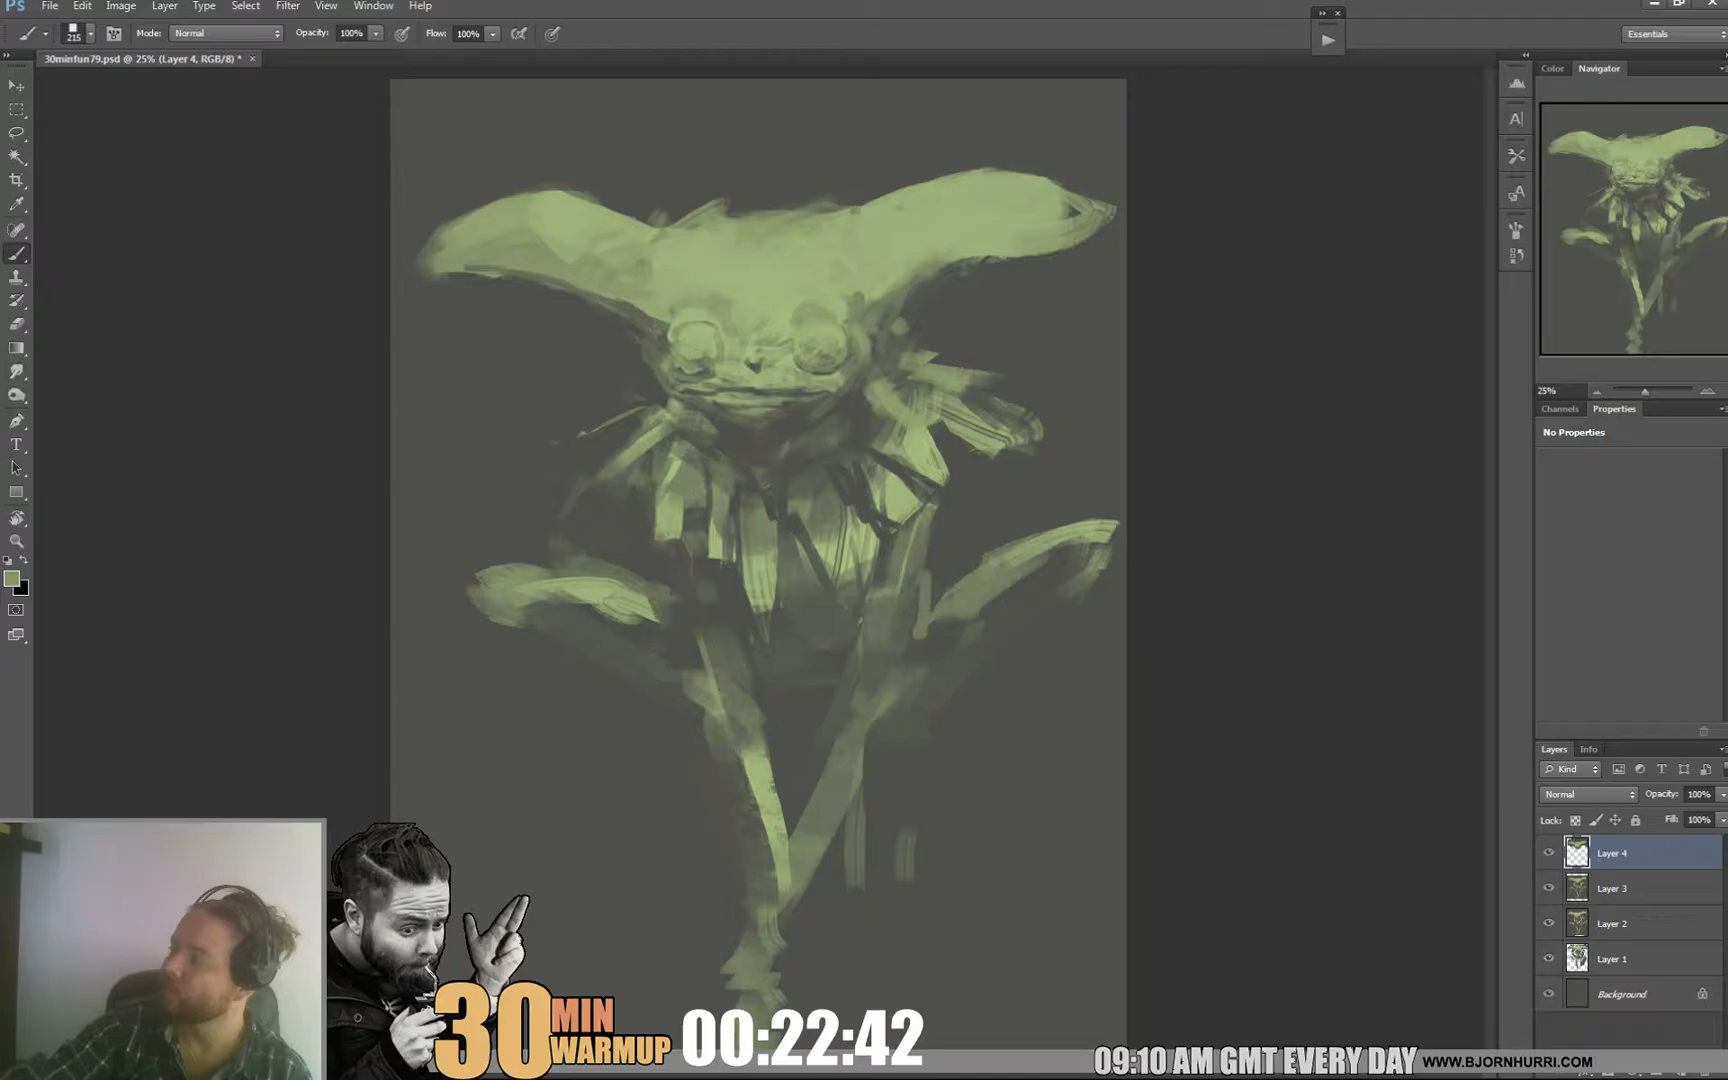 Ps File Edit Image Layer Type Select Filter View Window Help
215 Mode: Normal Opacity: 100% Flow: 100% Essentials
30minfun79.psd @ 25% (Layer 4, RGB/8) * ×
Color Navigator
25%
Channels Properties
No Properties
Layers Info
Kind
Normal Opacity: 100%
Lock: Fill: 100%
Layer 4
Layer 3
Layer 2
Layer 1
Background
30 MIN WARMUP 00:22:42
09:10 AM GMT EVERY DAY WWW.BJORNHURRI.COM